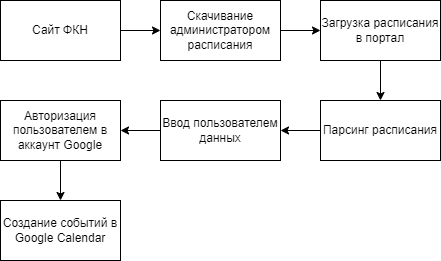 Сайт ФКН
Скачивание
администратором
расписания
Загрузка расписания
в портал
Парсинг расписания
Ввод пользователем
данных
Авторизация
пользователем в
аккаунт Google
Создание событий в
Google Calendar